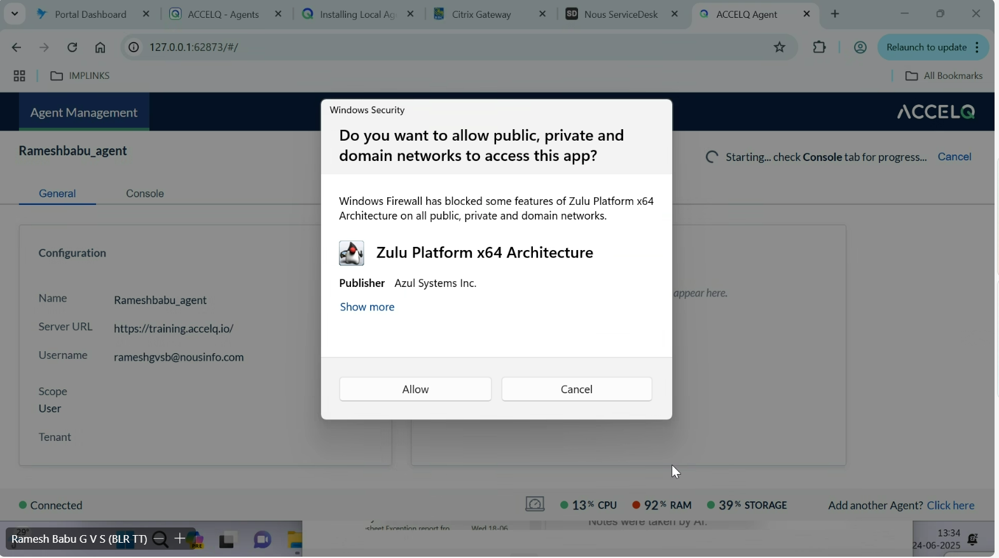 Portal Dashboard
ACCELQ - Agents
Installing Local Ag
Citrix Gateway
SD Nous ServiceDesk
ACCELQ Agent
127.0.0.1:62873/#/
Relaunch to update
IMPLINKS
All Bookmarks
Agent Management
ACCELQ
Rameshbabu_agent
Starting... check Console tab for progress... Cancel
General
Console
Windows Security
Do you want to allow public, private and
domain networks to access this app?
Windows Firewall has blocked some features of Zulu Platform x64
Architecture on all public, private and domain networks.
Zulu Platform x64 Architecture
Publisher Azul Systems Inc.
Show more
Allow
Cancel
Configuration
Name Rameshbabu_agent
Server URL https://training.accelq.io/
Username rameshgvsb@nousinfo.com
Scope
User
Tenant
appear here.
Connected
13% CPU
92% RAM
39% STORAGE
Add another Agent? Click here
sheet Exception report fro Wed 18-06
Notes were taken by AI.
29°
Ramesh Babu G V S (BLR TT)
PRE
13:34
24-06-2025